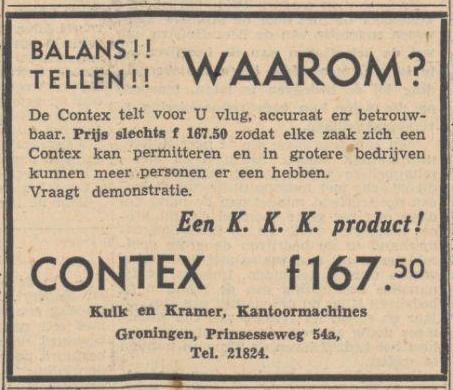 BALANS!!
TELLEN!!
WAAROM?
De Contex telt voor U vlug, accuraat en betrouw-
baar. Prijs slechts f 167.50 zodat elke zaak zich een
Contex kan permitteren en in grotere bedrijven
kunnen meer personen er een hebben.
Vraagt demonstratie.
Een K. K. K. product!
CONTEX f167.50
Kulk en Kramer, Kantoormachines
Groningen, Prinsesseweg 54a,
Tel. 21824.